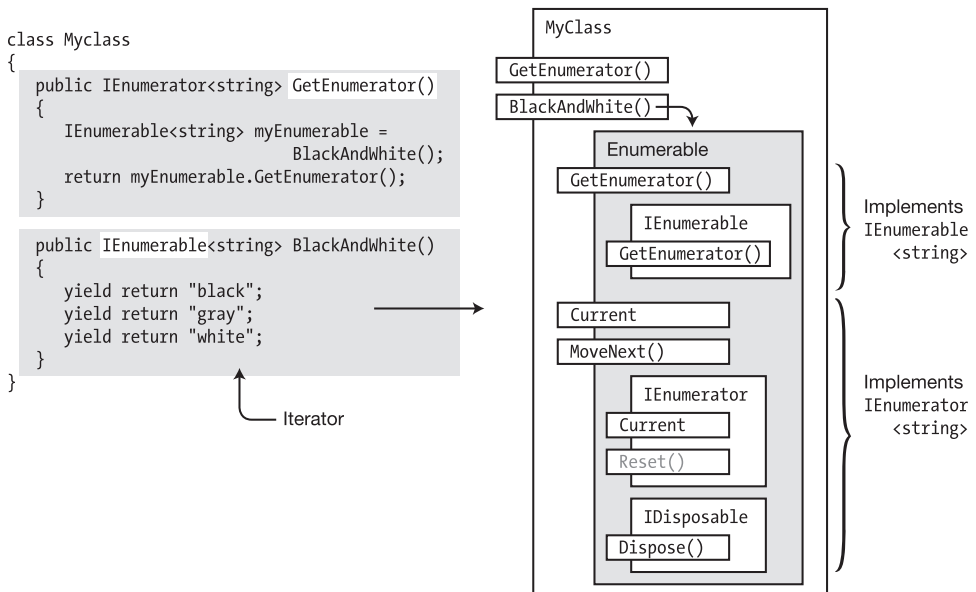 class Myclass
{
public IEnumerator<string> GetEnumerator()
{
IEnumerable<string> myEnumerable =
BlackAndWhite();
return myEnumerable.GetEnumerator();
}
public IEnumerable<string> BlackAndWhite()
{
yield return "black";
yield return "gray";
yield return "white";
}
}
Iterator
MyClass
GetEnumerator()
BlackAndWhite()
Enumerable
GetEnumerator()
IEnumerable
GetEnumerator()
Current
MoveNext()
IEnumerator
Current
Reset()
IDisposable
Dispose()
Implements
IEnumerable
<string>
Implements
IEnumerator
<string>